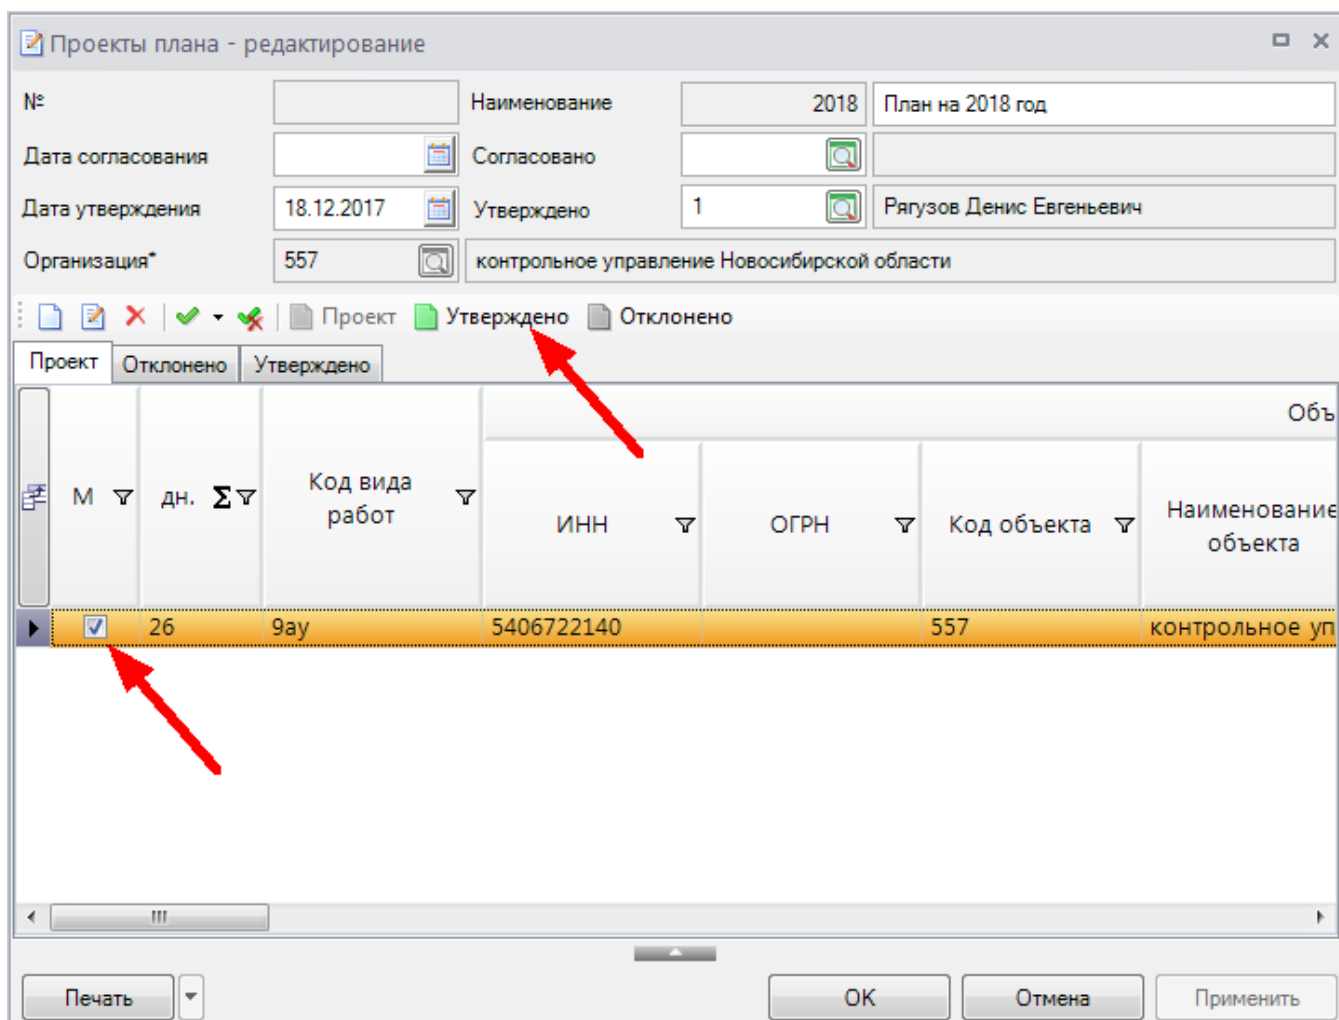 Проекты плана - редактирование
№ Наименование 2018 План на 2018 год
Дата согласования Согласовано
Дата утверждения 18.12.2017 Утверждено 1 Рягузов Денис Евгеньевич
Организация* 557 контрольное управление Новосибирской области
Проект Утверждено Отклонено
Проект Отклонено Утверждено
Объ
М дн. Σ Код вида работ ИНН ОГРН Код объекта Наименование объекта
26 9ау 5406722140 557 контрольное уп
Печать OK Отмена Применить